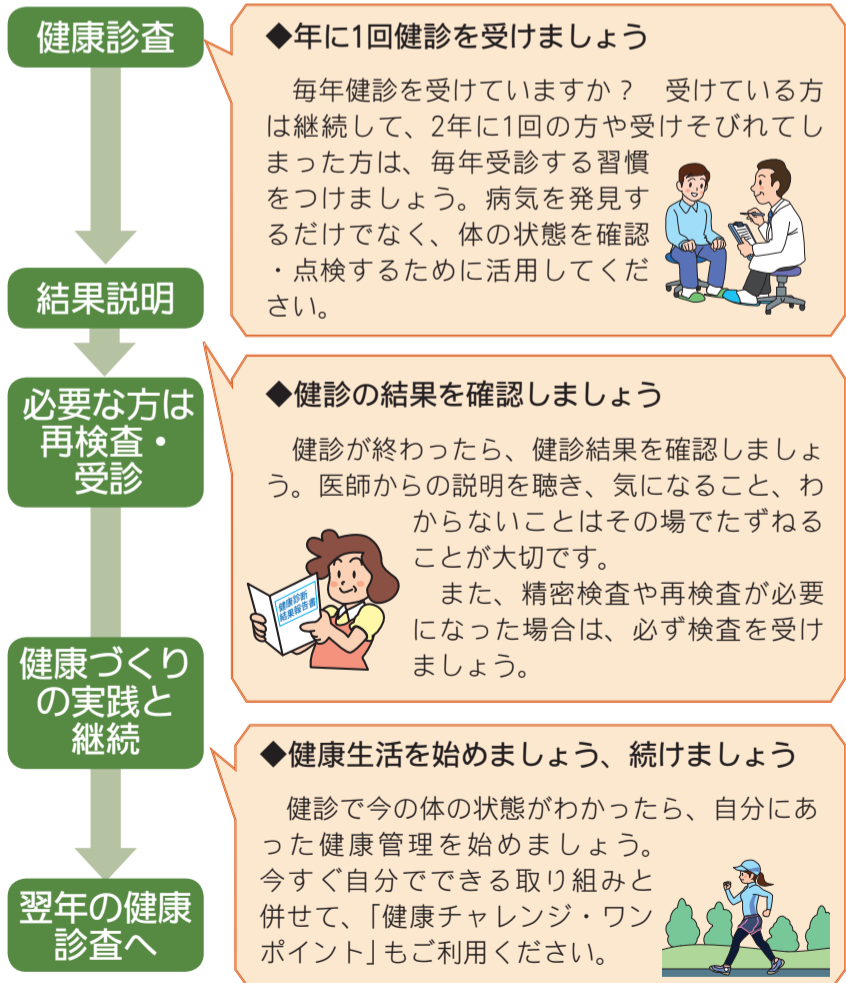 健康診査
◆年に1回健診を受けましょう
　毎年健診を受けていますか？　受けている方
は継続して、2年に1回の方や受けそびれてし
まった方は、毎年受診する習慣
をつけましょう。病気を発見す
るだけでなく、体の状態を確認
・点検するために活用してくだ
さい。
結果説明
◆健診の結果を確認しましょう
　健診が終わったら、健診結果を確認しましょ
う。医師からの説明を聴き、気になること、わ
からないことはその場でたずねる
ことが大切です。
　また、精密検査や再検査が必要
になった場合は、必ず検査を受け
ましょう。
健康診断
結果報告書
必要な方は
再検査・
受診
健康づくり
の実践と
継続
◆健康生活を始めましょう、続けましょう
　健診で今の体の状態がわかったら、自分にあ
った健康管理を始めましょう。
今すぐ自分でできる取り組みと
併せて、「健康チャレンジ・ワン
ポイント」もご利用ください。
翌年の健康
診査へ